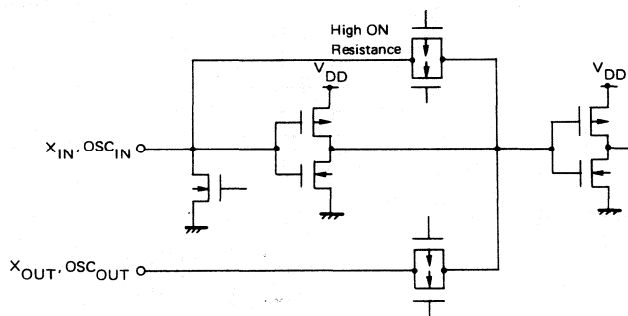 High ON
Resistance
VDD
VDD
XIN, OSCIN
XOUT, OSCOUT